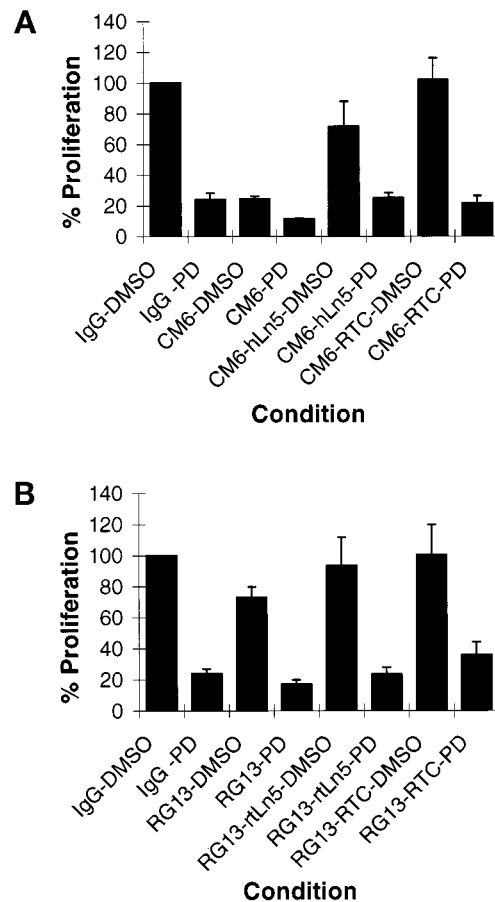 A
140
120
100
80
60
40
20
0
% Proliferation
IgG-DMSO
IgG -PD
CM6-DMSO
CM6-PD
CM6-hLn5-DMSO
CM6-hLn5-PD
CM6-RTC-DMSO
CM6-RTC-PD
Condition
B
140
120
100
80
60
40
20
0
% Proliferation
IgG-DMSO
IgG -PD
RG13-DMSO
RG13-PD
RG13-rtLn5-DMSO
RG13-rtLn5-PD
RG13-RTC-DMSO
RG13-RTC-PD
Condition